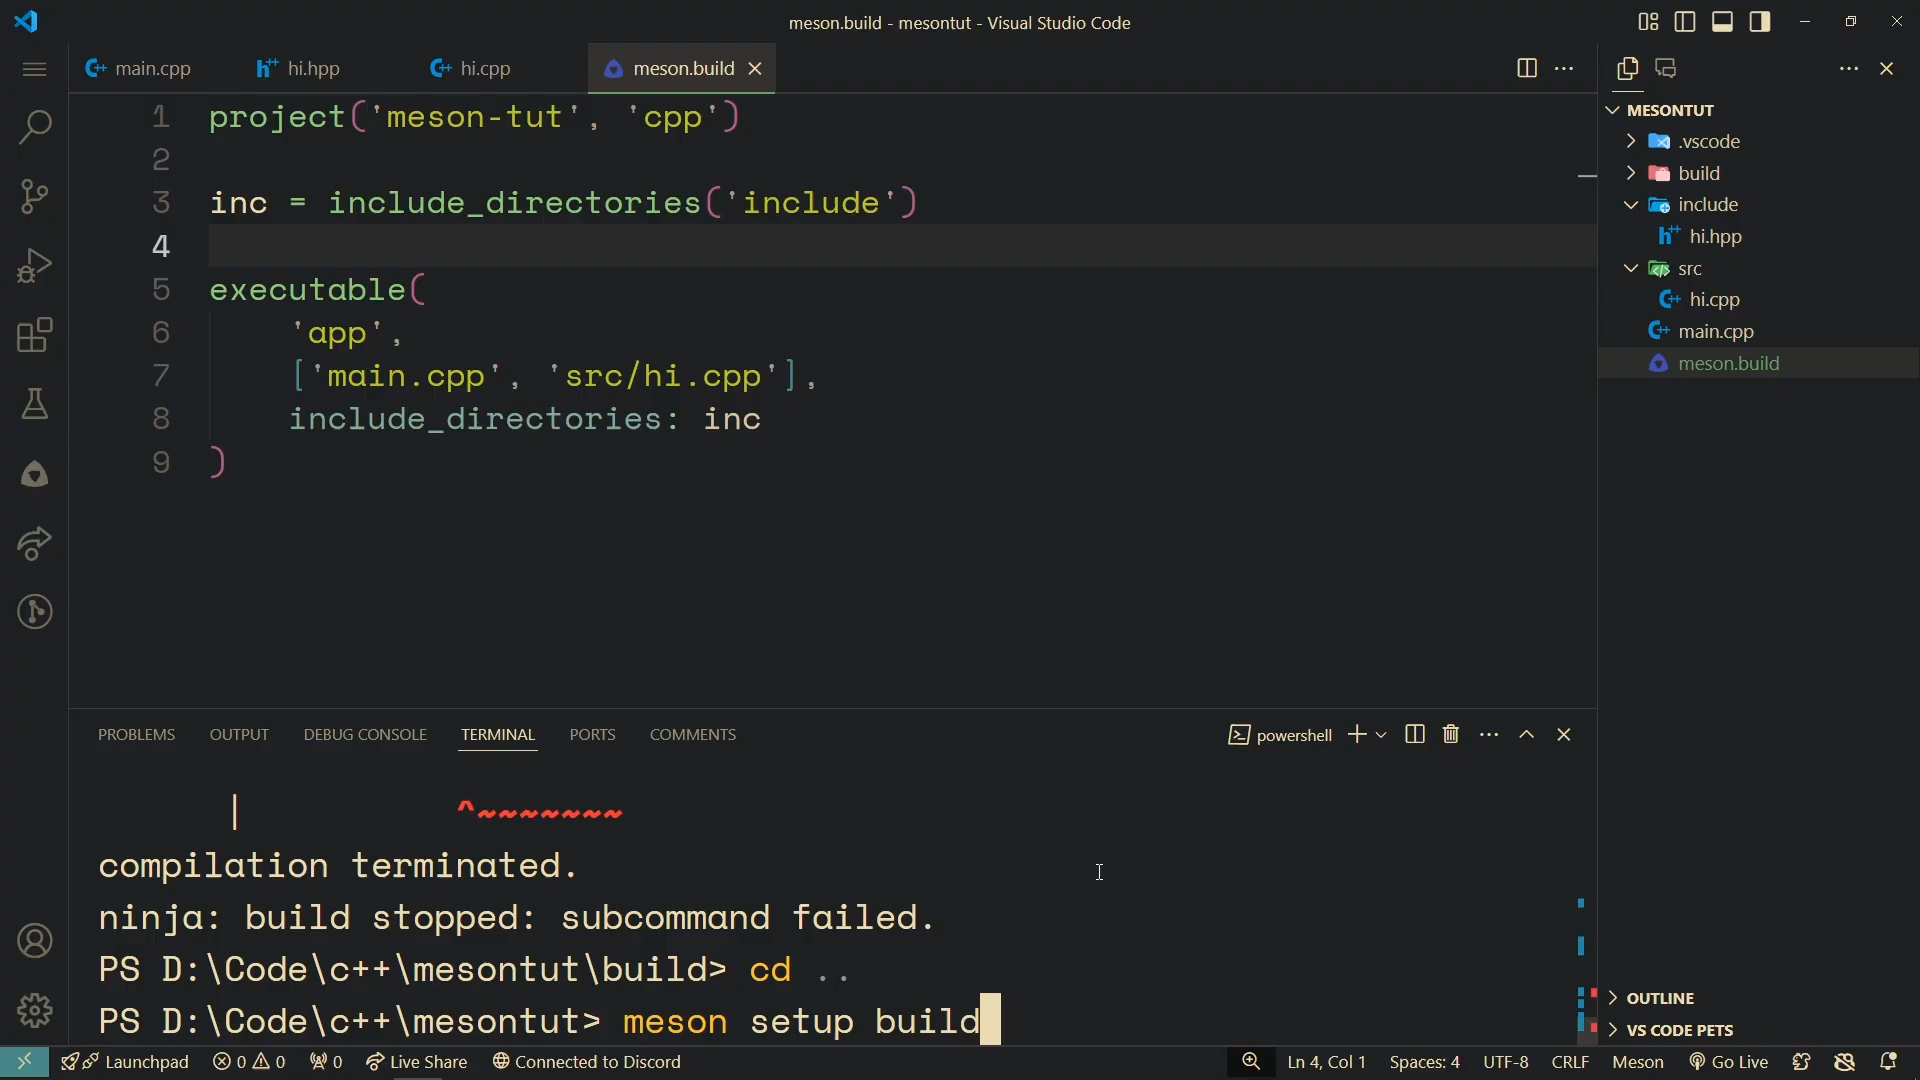 meson.build - mesontut - Visual Studio Code
main.cpp
hi.hpp
hi.cpp
meson.build
1 project('meson-tut', 'cpp')
2
3 inc = include_directories('include')
4
5 executable(
6 'app',
7 ['main.cpp', 'src/hi.cpp'],
8 include_directories: inc
9 )
MESONTUT
.vscode
build
include
hi.hpp
src
hi.cpp
main.cpp
meson.build
PROBLEMS OUTPUT DEBUG CONSOLE TERMINAL PORTS COMMENTS
powershell
| ^~~~~~~~
compilation terminated.
ninja: build stopped: subcommand failed.
PS D:\Code\c++\mesontut\build> cd ..
PS D:\Code\c++\mesontut> meson setup build
OUTLINE
VS CODE PETS
Launchpad 0 0 0 Live Share Connected to Discord Ln 4, Col 1 Spaces: 4 UTF-8 CRLF Meson Go Live